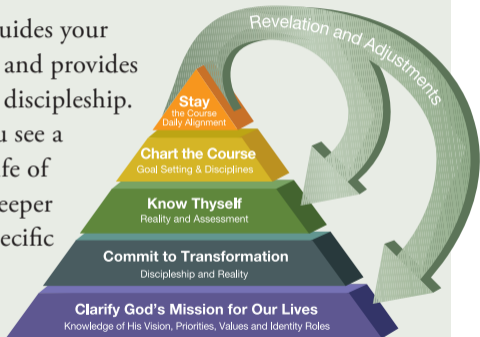 uides your
and provides
discipleship.
u see a
ife of
eeper
ecific
Revelation and Adjustments
Stay
the Course
Daily Alignment
Chart the Course
Goal Setting & Disciplines
Know Thyself
Reality and Assessment
Commit to Transformation
Discipleship and Reality
Clarify God's Mission for Our Lives
Knowledge of His Vision, Priorities, Values and Identity Roles